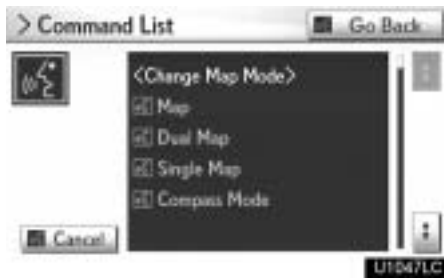 > Command List
Go Back
<Change Map Mode>
Map
Dual Map
Single Map
Compass Mode
Cancel
U1047LC